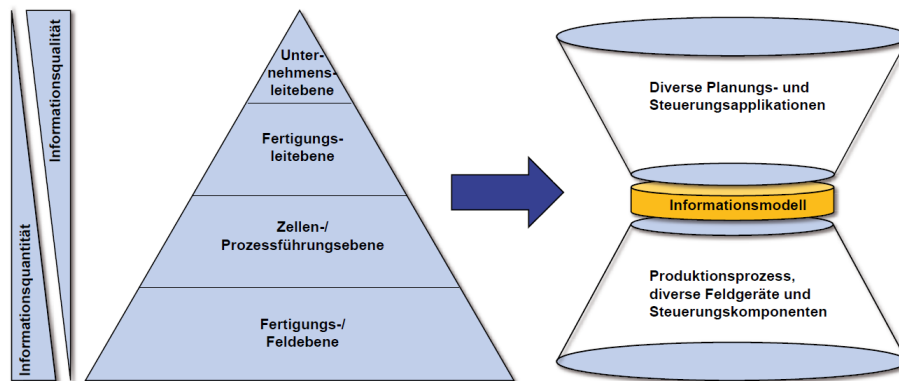 Informationsquantität
Informationsqualität
Unter-
nehmens-
leitebene
Fertigungs-
leitebene
Zellen-/
Prozessführungsebene
Fertigungs-/
Feldebene
Diverse Planungs- und
Steuerungsapplikationen
Informationsmodell
Produktionsprozess,
diverse Feldgeräte und
Steuerungskomponenten